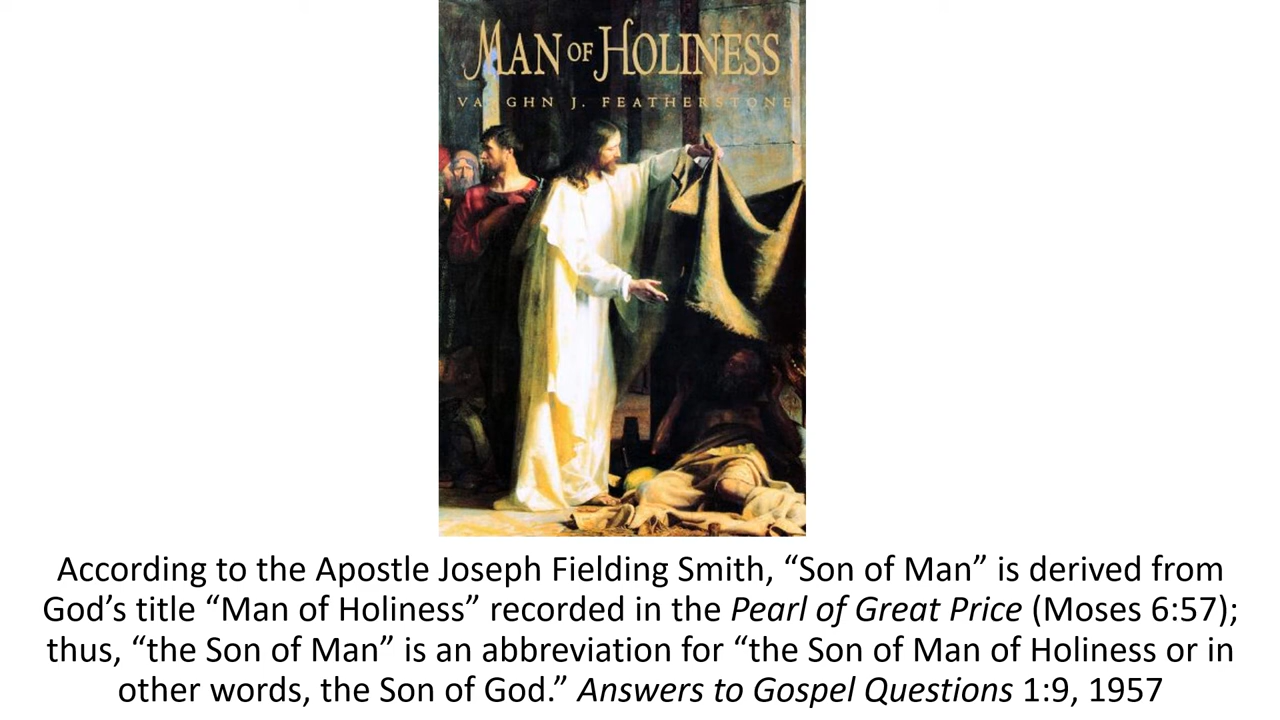 MAN OF HOLINESS
VAUGHN J. FEATHERSTONE
According to the Apostle Joseph Fielding Smith, “Son of Man” is derived from
God’s title “Man of Holiness” recorded in the Pearl of Great Price (Moses 6:57);
thus, “the Son of Man” is an abbreviation for “the Son of Man of Holiness or in
other words, the Son of God.” Answers to Gospel Questions 1:9, 1957